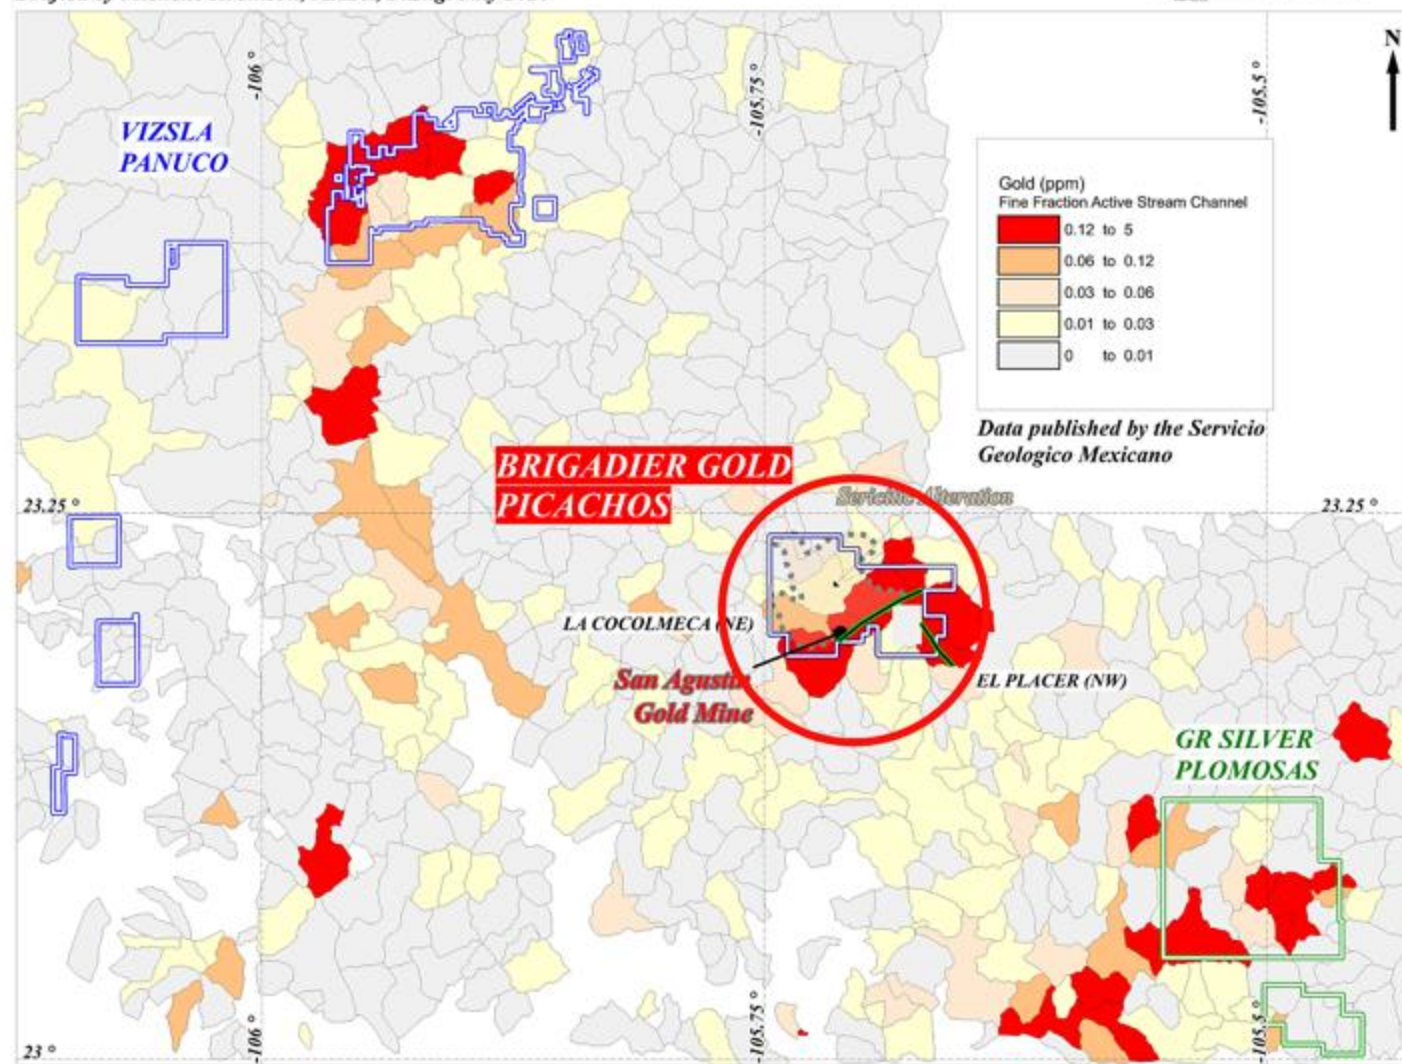 -106 °
-105.75 °
-105.5 °
N
VIZSLA
PANUCO
Gold (ppm)
Fine Fraction Active Stream Channel
0.12 to 5
0.06 to 0.12
0.03 to 0.06
0.01 to 0.03
0 to 0.01
Data published by the Servicio
Geologico Mexicano
BRIGADIER GOLD
PICACHOS
Sericitic Alteration
23.25 °
23.25 °
LA COCOLMECA (NE)
San Agustin
Gold Mine
EL PLACER (NW)
GR SILVER
PLOMOSAS
23 °
-106 °
-105.75 °
-105.5 °